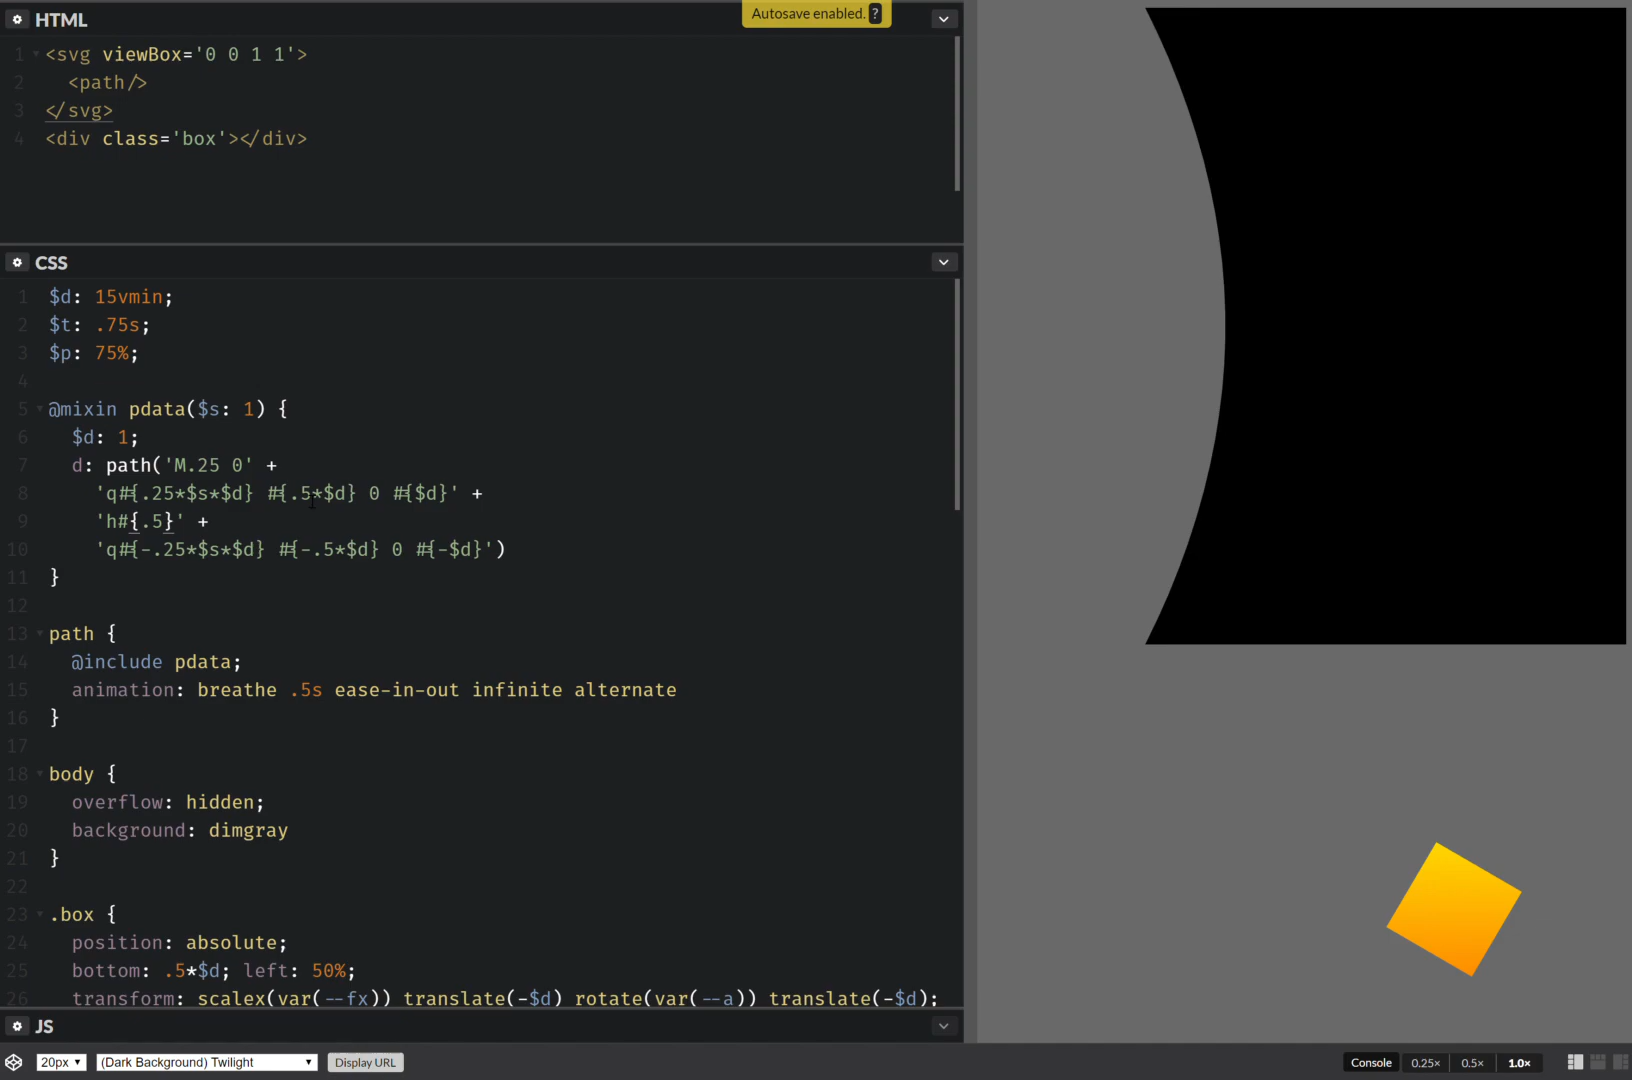 HTML
Autosave enabled. ?
1 <svg viewBox='0 0 1 1'>
2 <path/>
3 </svg>
4 <div class='box'></div>
CSS
1 $d: 15vmin;
2 $t: .75s;
3 $p: 75%;
4
5 @mixin pdata($s: 1) {
6 $d: 1;
7 d: path('M.25 0' +
8 'q#{.25*$s*$d} #{.5*$d} 0 #{$d}' +
9 'h#{.5}' +
10 'q#{-.25*$s*$d} #{-.5*$d} 0 #{-$d}')
11 }
12
13 path {
14 @include pdata;
15 animation: breathe .5s ease-in-out infinite alternate
16 }
17
18 body {
19 overflow: hidden;
20 background: dimgray
21 }
22
23 .box {
24 position: absolute;
25 bottom: .5*$d; left: 50%;
26 transform: scalex(var(--fx)) translate(-$d) rotate(var(--a)) translate(-$d);
JS
20px (Dark Background) Twilight Display URL Console 0.25× 0.5× 1.0×